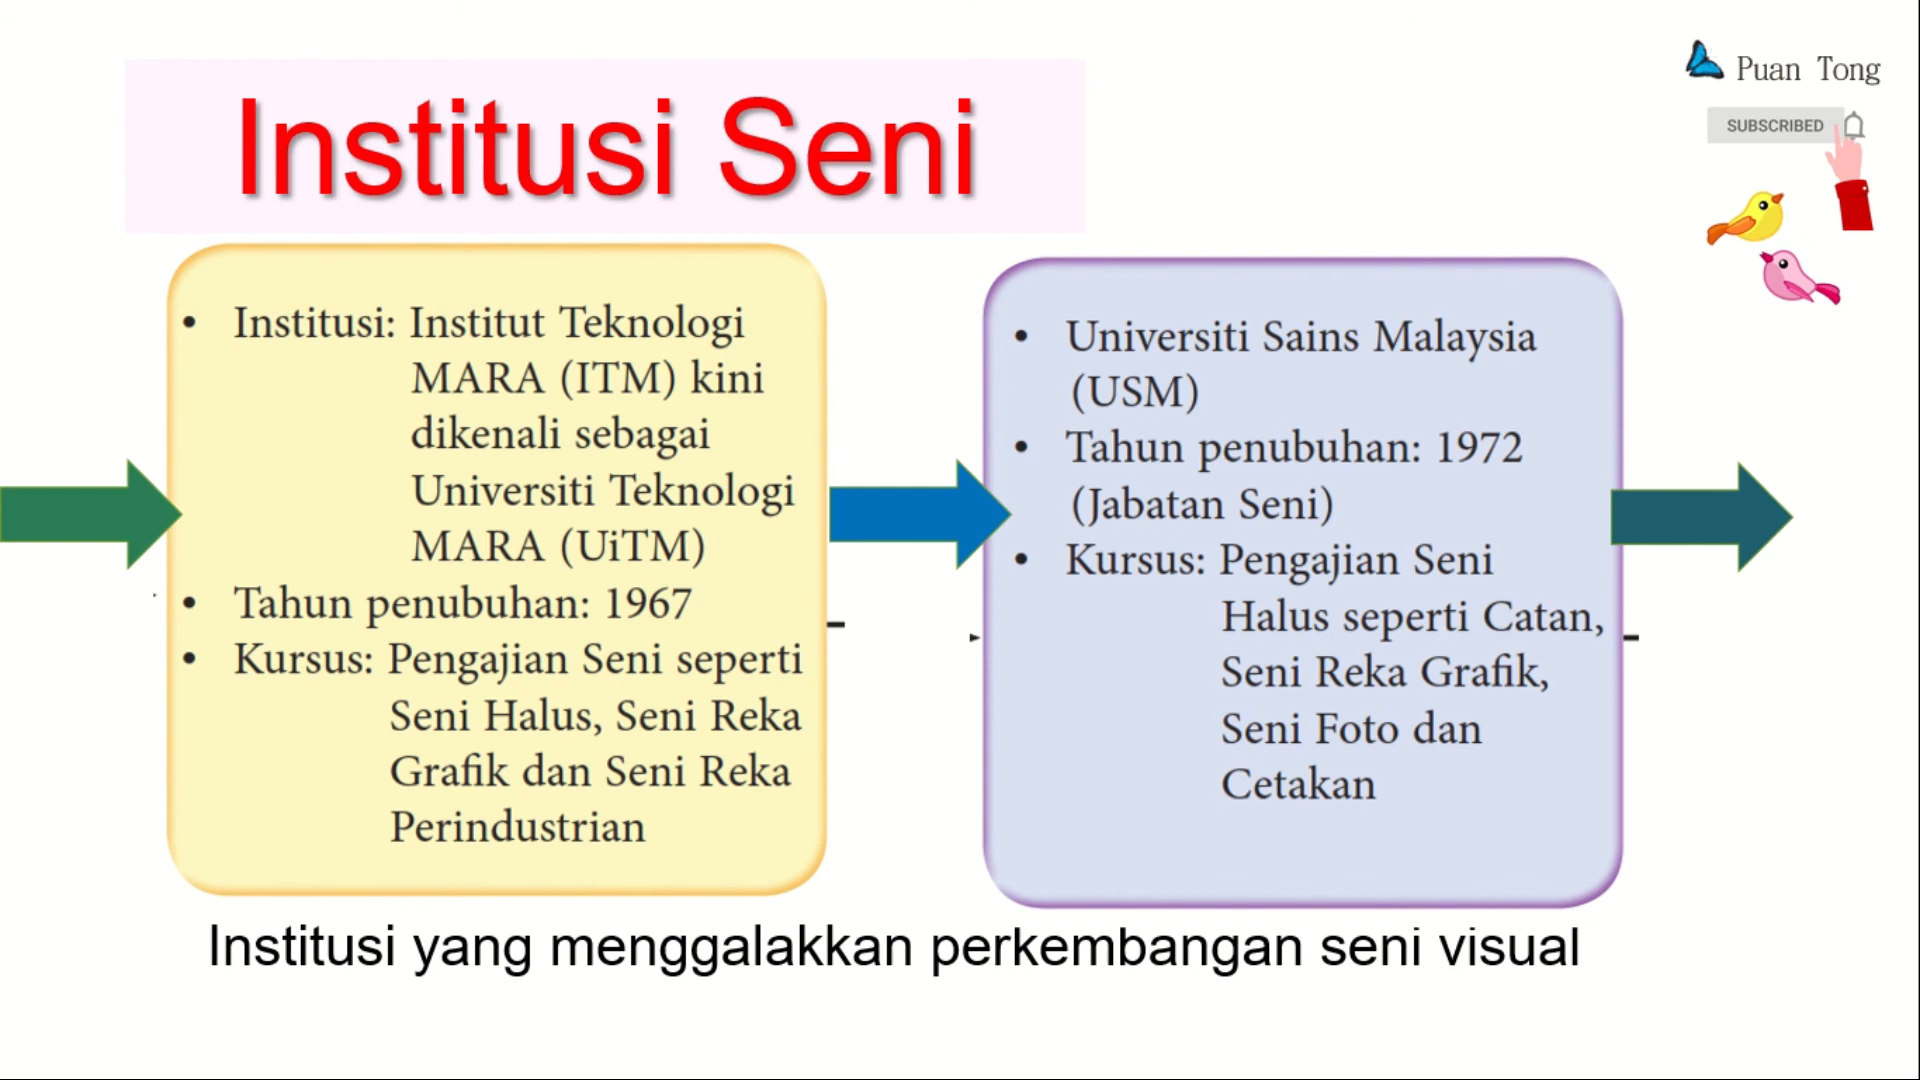 Institusi Seni
Puan Tong
SUBSCRIBED
• Institusi: Institut Teknologi
MARA (ITM) kini
dikenali sebagai
Universiti Teknologi
MARA (UiTM)
• Tahun penubuhan: 1967
• Kursus: Pengajian Seni seperti
Seni Halus, Seni Reka
Grafik dan Seni Reka
Perindustrian
• Universiti Sains Malaysia
(USM)
• Tahun penubuhan: 1972
(Jabatan Seni)
• Kursus: Pengajian Seni
Halus seperti Catan,
Seni Reka Grafik,
Seni Foto dan
Cetakan
Institusi yang menggalakkan perkembangan seni visual